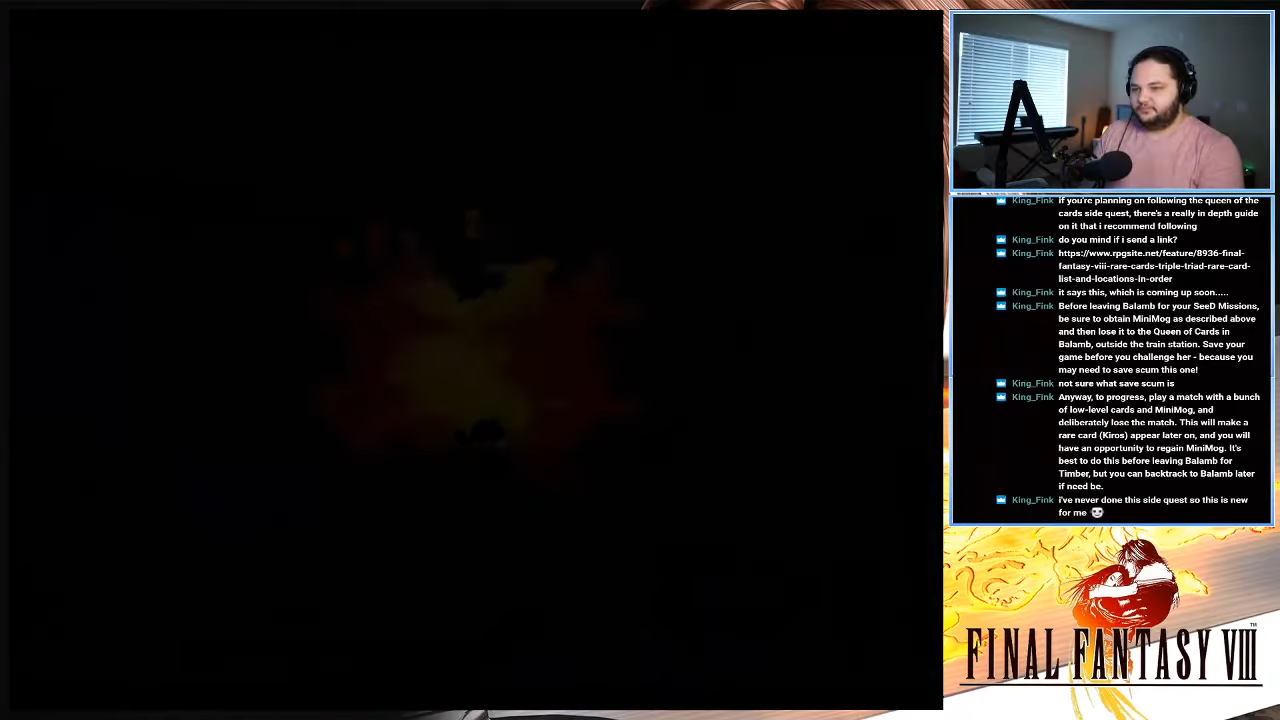 King_Fink if you're planning on following the queen of the
cards side quest, there's a really in depth guide
on it that i recommend following
King_Fink do you mind if i send a link?
King_Fink https://www.rpgsite.net/feature/8936-final-
fantasy-viii-rare-cards-triple-triad-rare-card-
list-and-locations-in-order
King_Fink it says this, which is coming up soon.....
King_Fink Before leaving Balamb for your SeeD Missions,
be sure to obtain MiniMog as described above
and then lose it to the Queen of Cards in
Balamb, outside the train station. Save your
game before you challenge her - because you
may need to save scum this one!
King_Fink not sure what save scum is
King_Fink Anyway, to progress, play a match with a bunch
of low-level cards and MiniMog, and
deliberately lose the match. This will make a
rare card (Kiros) appear later on, and you will
have an opportunity to regain MiniMog. It's
best to do this before leaving Balamb for
Timber, but you can backtrack to Balamb later
if need be.
King_Fink i've never done this side quest so this is new
for me
FINAL FANTASY VIII
TM